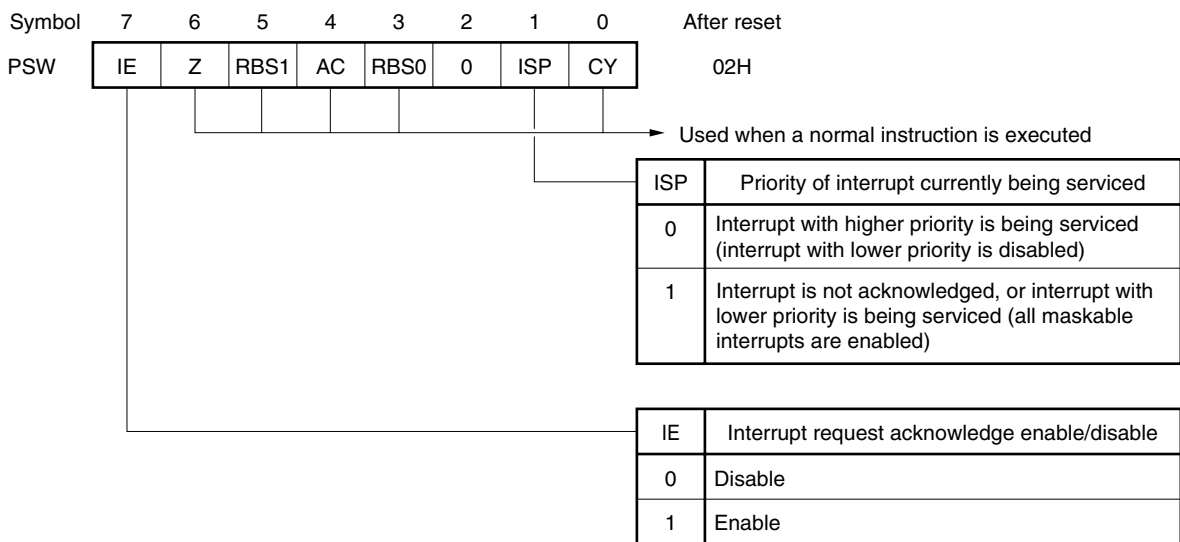 Symbol 7 6 5 4 3 2 1 0 After reset
PSW IE Z RBS1 AC RBS0 0 ISP CY 02H
Used when a normal instruction is executed
ISP Priority of interrupt currently being serviced
0 Interrupt with higher priority is being serviced
(interrupt with lower priority is disabled)
1 Interrupt is not acknowledged, or interrupt with
lower priority is being serviced (all maskable
interrupts are enabled)
IE Interrupt request acknowledge enable/disable
0 Disable
1 Enable